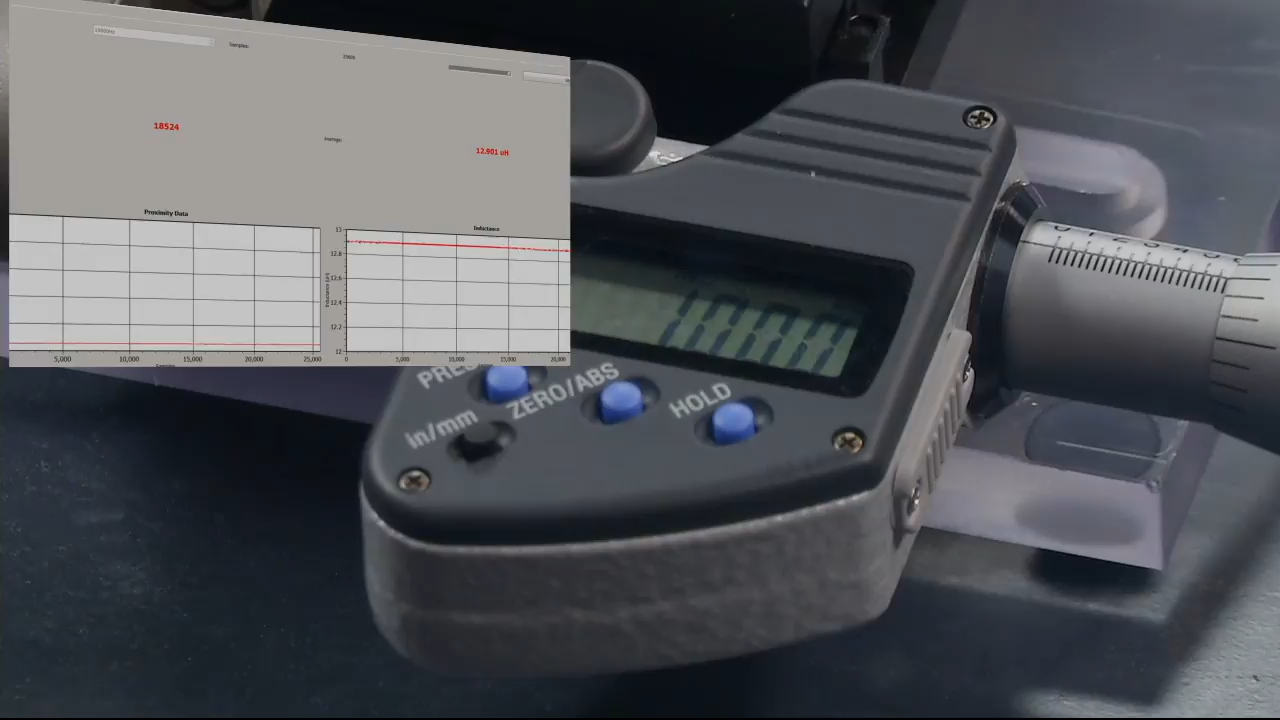 Samples:
18524
Average:
12.901 uH
Proximity Data
Inductance
13
12.8
12.6
12.4
12.2
12
5,000
10,000
15,000
20,000
25,000
0
5,000
10,000
15,000
20,000
ZERO/ABS
HOLD
in/mm